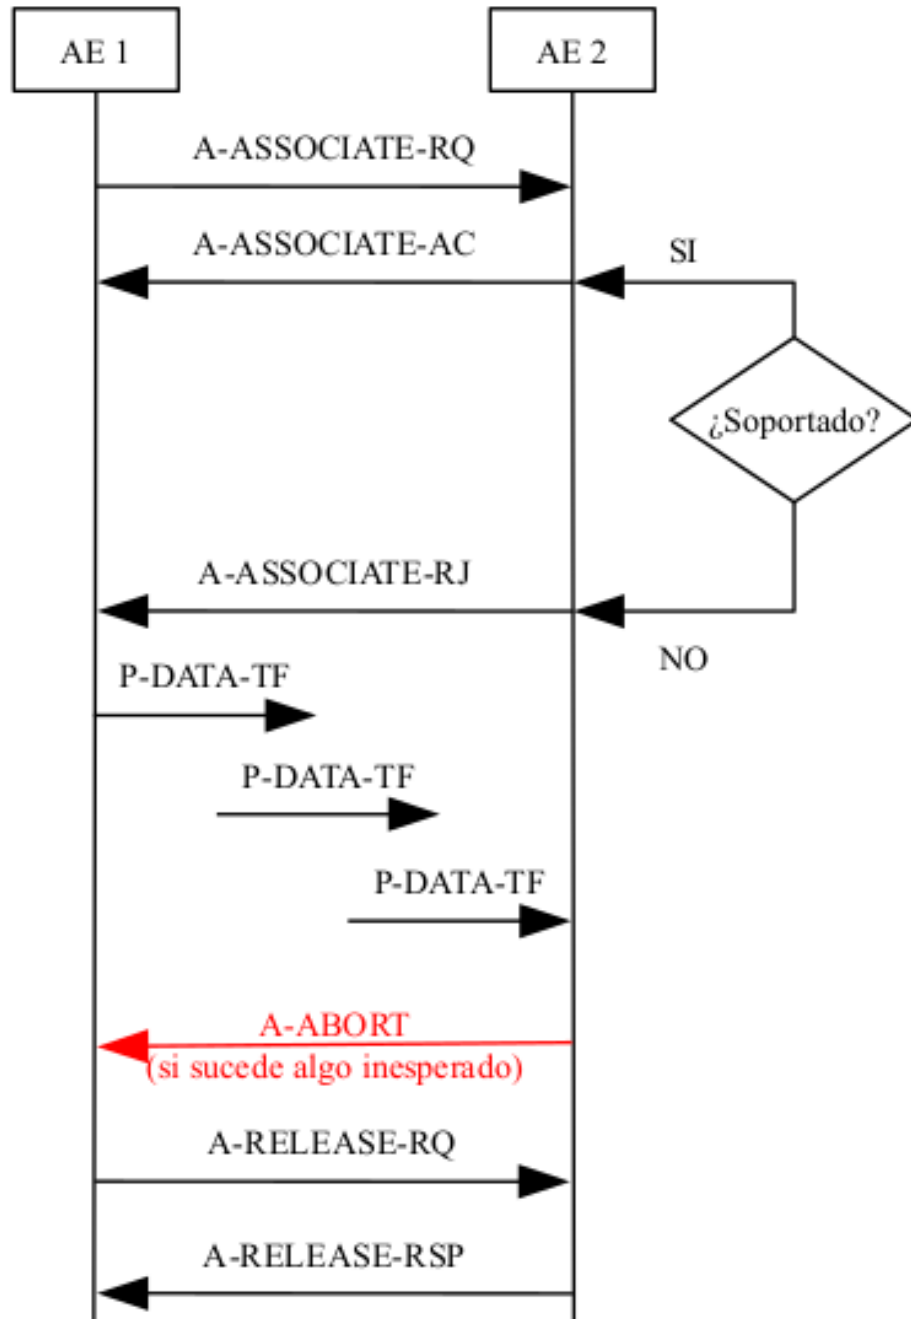 AE 1
AE 2
A-ASSOCIATE-RQ
A-ASSOCIATE-AC
SI
¿Soportado?
A-ASSOCIATE-RJ
NO
P-DATA-TF
P-DATA-TF
P-DATA-TF
A-ABORT
(si sucede algo inesperado)
A-RELEASE-RQ
A-RELEASE-RSP